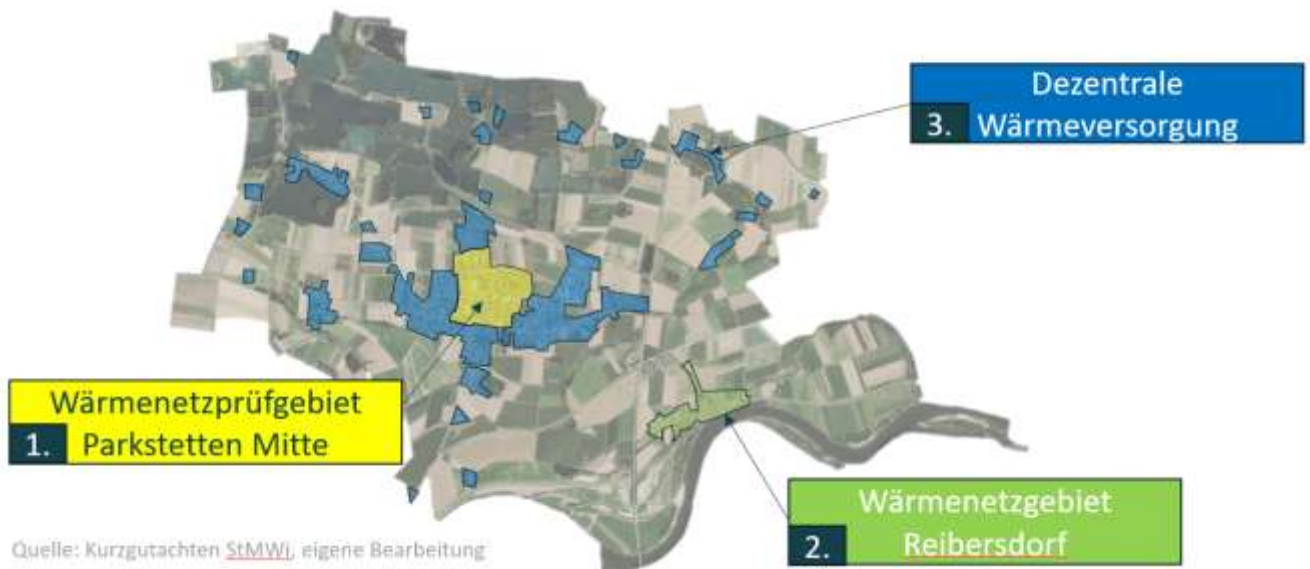 Dezentrale
3. Wärmeversorgung
Wärmenetzprüfgebiet
1. Parkstetten Mitte
Wärmenetzgebiet
2. Reibersdorf
Quelle: Kurzgutachten StMWi, eigene Bearbeitung